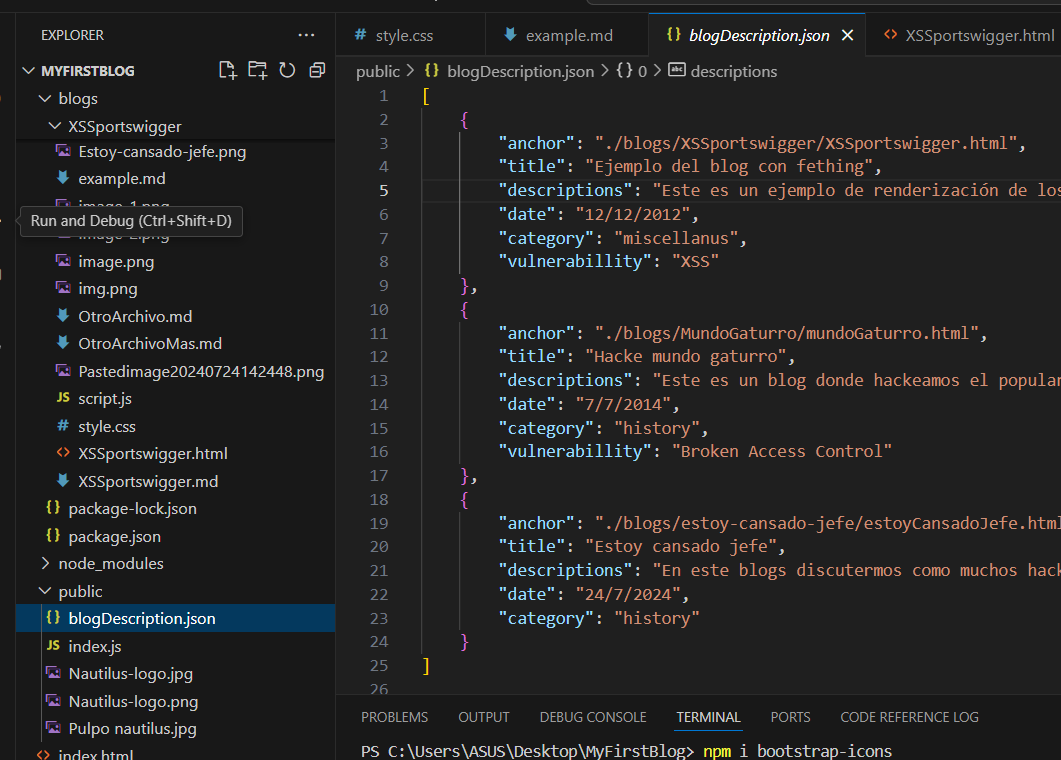 EXPLORER
MYFIRSTBLOG
blogs
XSSportswigger
Estoy-cansado-jefe.png
example.md
Run and Debug (Ctrl+Shift+D)
image.png
img.png
OtroArchivo.md
OtroArchivoMas.md
Pastedimage20240724142448.png
JS script.js
# style.css
<> XSSportswigger.html
XSSportswigger.md
{} package-lock.json
{} package.json
node_modules
public
{} blogDescription.json
JS index.js
Nautilus-logo.jpg
Nautilus-logo.png
Pulpo nautilus.jpg
<> index.html
# style.css
example.md
{} blogDescription.json
<> XSSportswigger.html
public > {} blogDescription.json > {} 0 > abc descriptions
1 [
2 {
3 "anchor": "./blogs/XSSportswigger/XSSportswigger.html",
4 "title": "Ejemplo del blog con fething",
5 "descriptions": "Este es un ejemplo de renderización de los
6 "date": "12/12/2012",
7 "category": "miscellanus",
8 "vulnerabillity": "XSS"
9 },
10 {
11 "anchor": "./blogs/MundoGaturro/mundoGaturro.html",
12 "title": "Hacke mundo gaturro",
13 "descriptions": "Este es un blog donde hackeamos el popular
14 "date": "7/7/2014",
15 "category": "history",
16 "vulnerabillity": "Broken Access Control"
17 },
18 {
19 "anchor": "./blogs/estoy-cansado-jefe/estoyCansadoJefe.html
20 "title": "Estoy cansado jefe",
21 "descriptions": "En este blogs discutermos como muchos hack
22 "date": "24/7/2024",
23 "category": "history"
24 }
25 ]
26
PROBLEMS OUTPUT DEBUG CONSOLE TERMINAL PORTS CODE REFERENCE LOG
PS C:\Users\ASUS\Desktop\MyFirstBlog> npm i bootstrap-icons